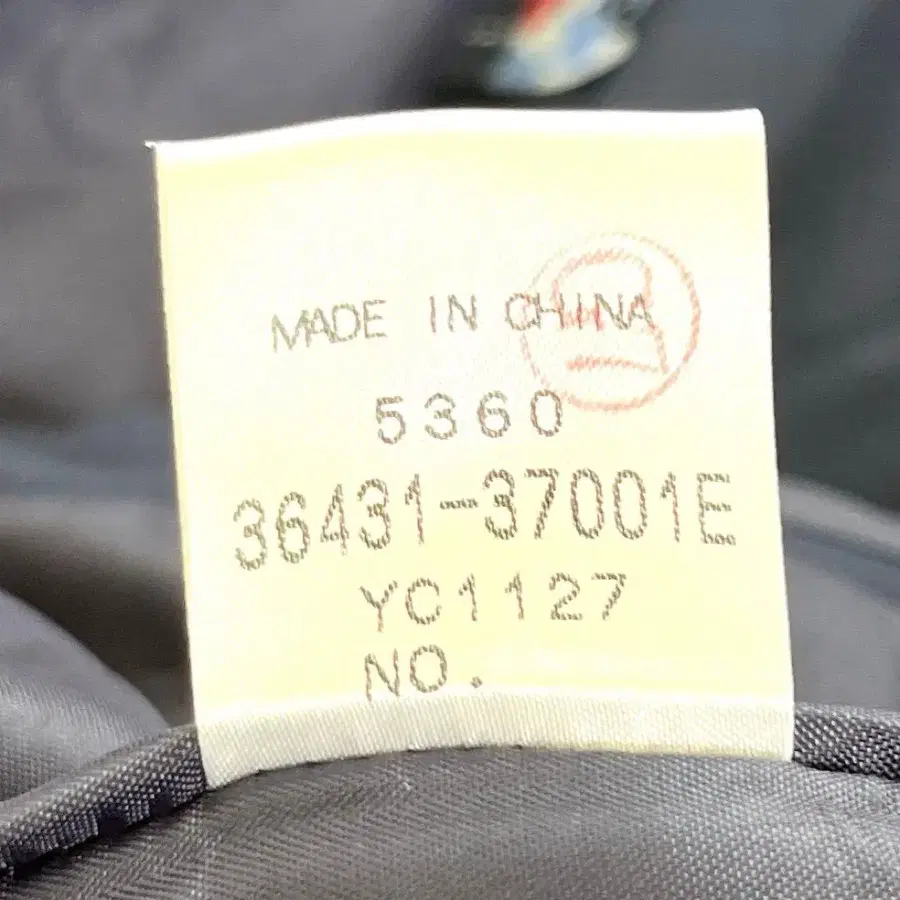 MADE IN CHINA
5360
36431-37001E
YC1127
NO.